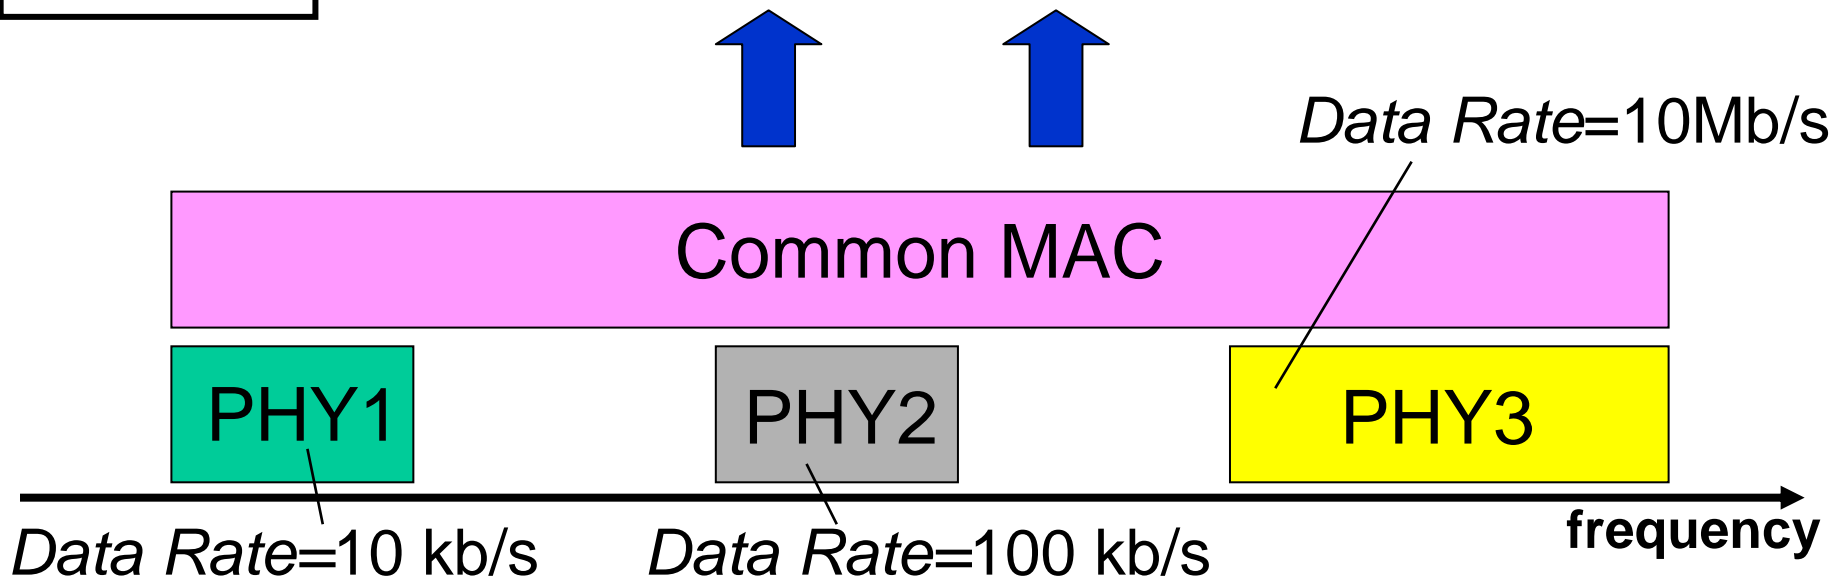 Data Rate=10Mb/s
Common MAC
PHY1
PHY2
PHY3
frequency
Data Rate=10 kb/s
Data Rate=100 kb/s